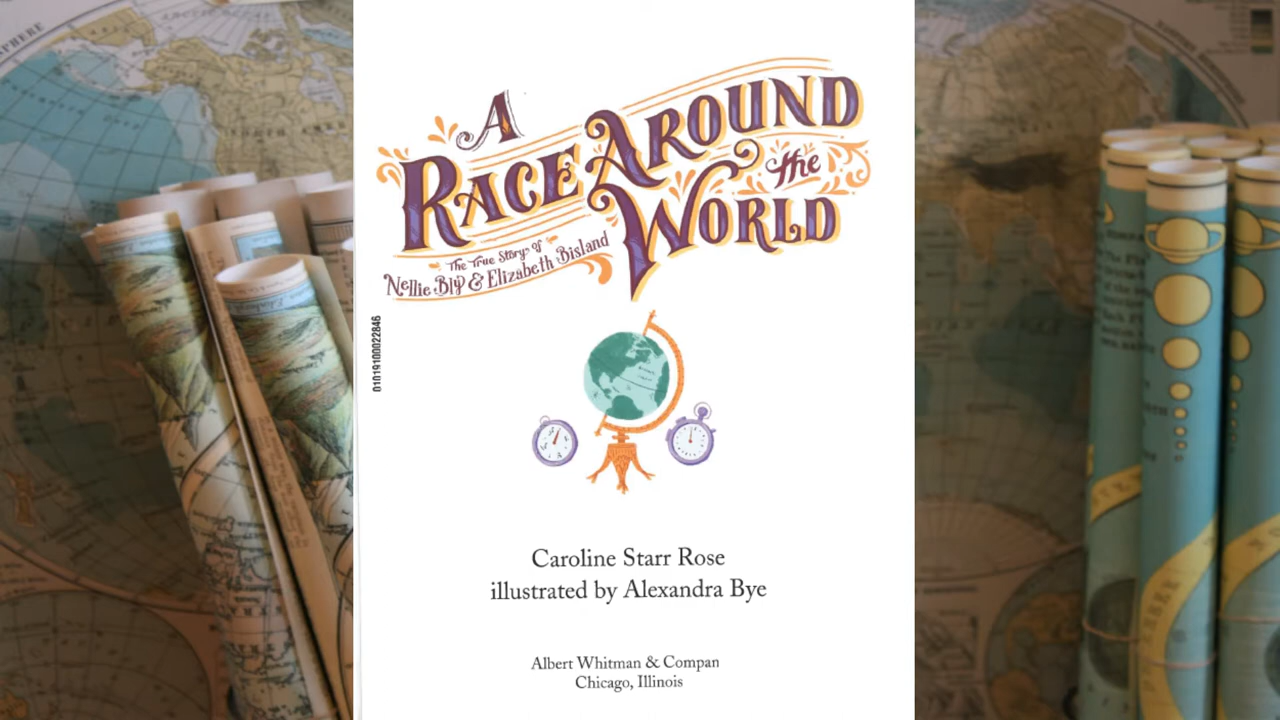 A
RACE AROUND
the
WORLD
The True Story of
Nellie Bly & Elizabeth Bisland
01019100022846
Caroline Starr Rose
illustrated by Alexandra Bye
Albert Whitman & Compan
Chicago, Illinois